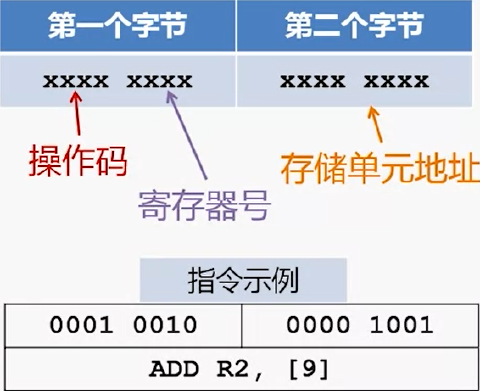 第一个字节 第二个字节
xxxx xxxx xxxx xxxx
操作码 存储单元地址
寄存器号
指令示例
0001 0010 0000 1001
ADD R2, [9]